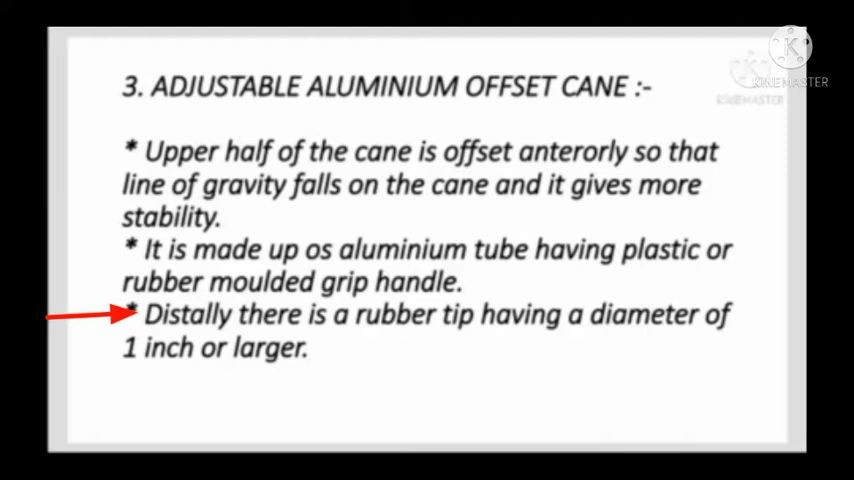 K
KINEMASTER
K
KINEMASTER
3. ADJUSTABLE ALUMINIUM OFFSET CANE :-
* Upper half of the cane is offset anterorly so that
line of gravity falls on the cane and it gives more
stability.
* It is made up os aluminium tube having plastic or
rubber moulded grip handle.
* Distally there is a rubber tip having a diameter of
1 inch or larger.